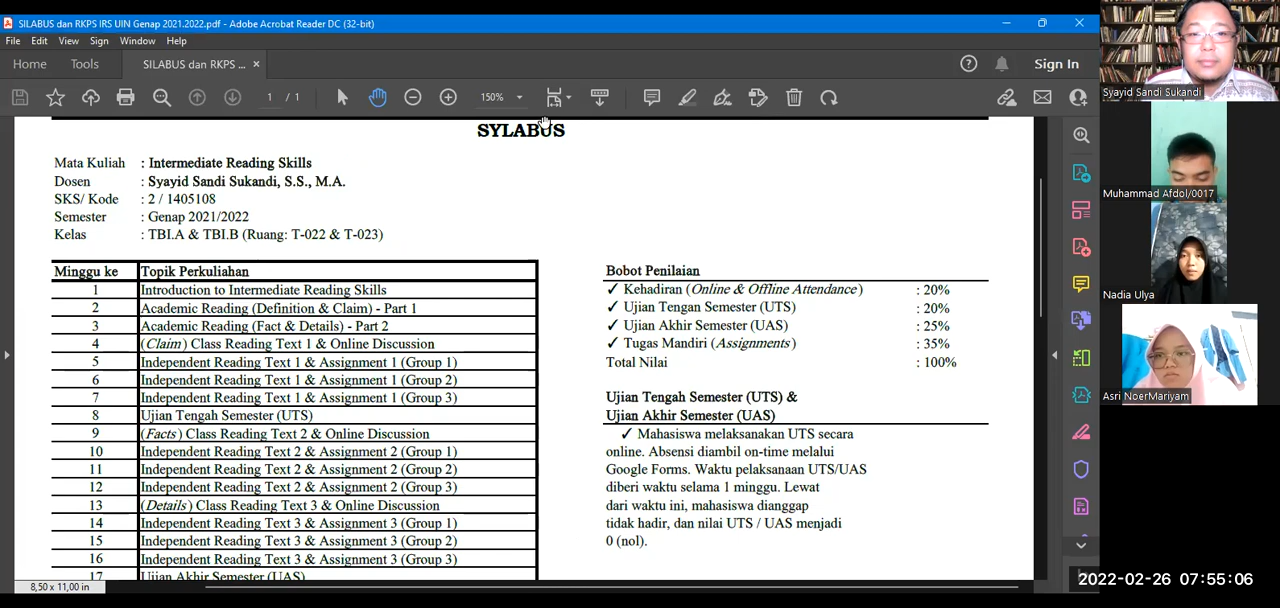 SILABUS dan RKPS IRS UIN Genap 2021.2022.pdf - Adobe Acrobat Reader DC (32-bit)
File Edit View Sign Window Help
Home Tools SILABUS dan RKPS ... × Sign In
1 / 1 150%
SYLABUS
Mata Kuliah : Intermediate Reading Skills
Dosen : Syayid Sandi Sukandi, S.S., M.A.
SKS/ Kode : 2 / 1405108
Semester : Genap 2021/2022
Kelas : TBI.A & TBI.B (Ruang: T-022 & T-023)
Minggu ke Topik Perkuliahan
1 Introduction to Intermediate Reading Skills
2 Academic Reading (Definition & Claim) - Part 1
3 Academic Reading (Fact & Details) - Part 2
4 (Claim) Class Reading Text 1 & Online Discussion
5 Independent Reading Text 1 & Assignment 1 (Group 1)
6 Independent Reading Text 1 & Assignment 1 (Group 2)
7 Independent Reading Text 1 & Assignment 1 (Group 3)
8 Ujian Tengah Semester (UTS)
9 (Facts) Class Reading Text 2 & Online Discussion
10 Independent Reading Text 2 & Assignment 2 (Group 1)
11 Independent Reading Text 2 & Assignment 2 (Group 2)
12 Independent Reading Text 2 & Assignment 2 (Group 3)
13 (Details) Class Reading Text 3 & Online Discussion
14 Independent Reading Text 3 & Assignment 3 (Group 1)
15 Independent Reading Text 3 & Assignment 3 (Group 2)
16 Independent Reading Text 3 & Assignment 3 (Group 3)
17 Ujian Akhir Semester (UAS)
Bobot Penilaian
✓ Kehadiran (Online & Offline Attendance) : 20%
✓ Ujian Tengan Semester (UTS) : 20%
✓ Ujian Akhir Semester (UAS) : 25%
✓ Tugas Mandiri (Assignments) : 35%
Total Nilai : 100%
Ujian Tengah Semester (UTS) &
Ujian Akhir Semester (UAS)
✓ Mahasiswa melaksanakan UTS secara
online. Absensi diambil on-time melalui
Google Forms. Waktu pelaksanaan UTS/UAS
diberi waktu selama 1 minggu. Lewat
dari waktu ini, mahasiswa dianggap
tidak hadir, dan nilai UTS / UAS menjadi
0 (nol).
8,50 x 11,00 in
Syayid Sandi Sukandi
Muhammad Afdol/0017
Nadia Ulya
Asri NoerMariyam
2022-02-26 07:55:06